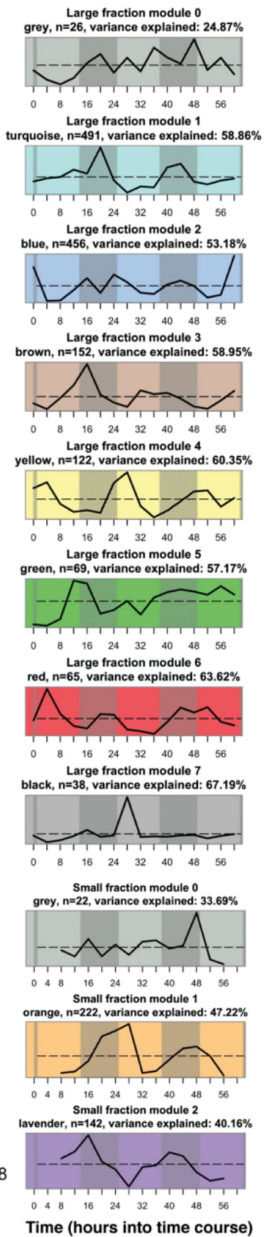 Large fraction module 0
grey, n=26, variance explained: 24.87%
0 8 16 24 32 40 48 56
Large fraction module 1
turquoise, n=491, variance explained: 58.86%
0 8 16 24 32 40 48 56
Large fraction module 2
blue, n=456, variance explained: 53.18%
0 8 16 24 32 40 48 56
Large fraction module 3
brown, n=152, variance explained: 58.95%
0 8 16 24 32 40 48 56
Large fraction module 4
yellow, n=122, variance explained: 60.35%
0 8 16 24 32 40 48 56
Large fraction module 5
green, n=69, variance explained: 57.17%
0 8 16 24 32 40 48 56
Large fraction module 6
red, n=65, variance explained: 63.62%
0 8 16 24 32 40 48 56
Large fraction module 7
black, n=38, variance explained: 67.19%
0 4 8 16 24 32 40 48 56
Small fraction module 0
grey, n=22, variance explained: 33.69%
0 4 8 16 24 32 40 48 56
Small fraction module 1
orange, n=222, variance explained: 47.22%
0 4 8 16 24 32 40 48 56
Small fraction module 2
lavender, n=142, variance explained: 40.16%
8
0 4 8 16 24 32 40 48 56
Time (hours into time course)